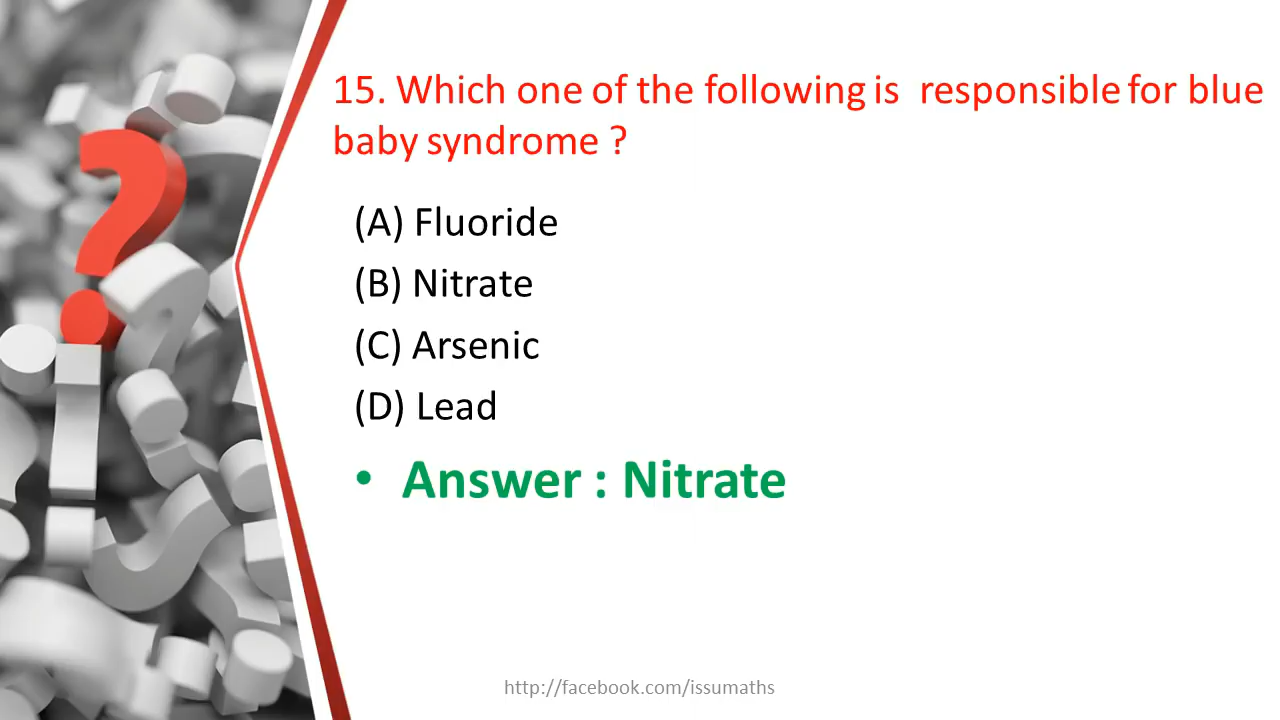 15. Which one of the following is responsible for blue
baby syndrome ?
(A) Fluoride
(B) Nitrate
(C) Arsenic
(D) Lead
• Answer : Nitrate
http://facebook.com/issumaths